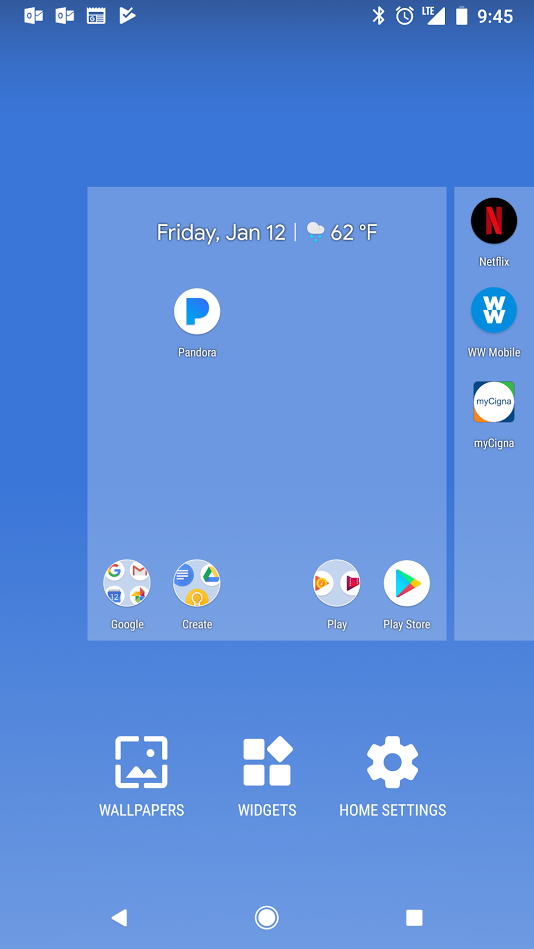 LTE
9:45
Friday, Jan 12 | 62 °F
Netflix
Pandora
WW Mobile
myCigna
myCigna
12
Google
Create
Play
Play Store
WALLPAPERS
WIDGETS
HOME SETTINGS